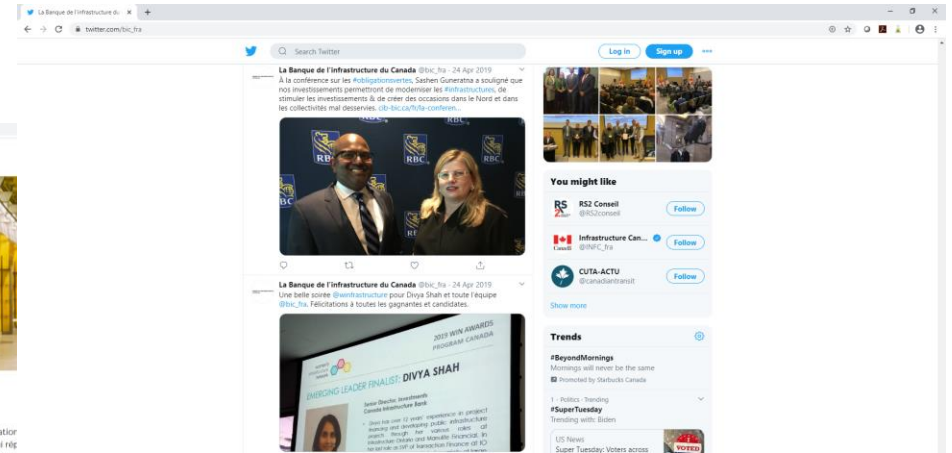 La Banque de l'infrastructure du
twitter.com/bic_fra
Search Twitter
Log in
Sign up
La Banque de l'infrastructure du Canada @bic_fra · 24 Apr 2019
À la conférence sur les #obligationsvertes, Sashen Guneratna a souligné que
nos investissements permettront de moderniser les #infrastructures, de
stimuler les investissements & de créer des occasions dans le Nord et dans
les collectivités mal desservies. cib-bic.ca/fr/la-conferen...
RBC
RBC
RBC
La Banque de l'infrastructure du Canada @bic_fra · 24 Apr 2019
Une belle soirée @winfrastructure pour Divya Shah et toute l'équipe
@bic_fra. Félicitations à toutes les gagnantes et candidates.
2019 WIN AWARDS
PROGRAM CANADA
EMERGING LEADER FINALIST: DIVYA SHAH
Senior Director, Investments
Canada Infrastructure Bank
You might like
RS2 Conseil
@RS2conseil
Follow
Infrastructure Can...
@INFC_fra
Follow
CUTA-ACTU
@canadiantransit
Follow
Show more
Trends
#BeyondMornings
Mornings will never be the same
Promoted by Starbucks Canada
1 · Politics · Trending
#SuperTuesday
Trending with: Biden
US News
Super Tuesday: Voters across
VOTED